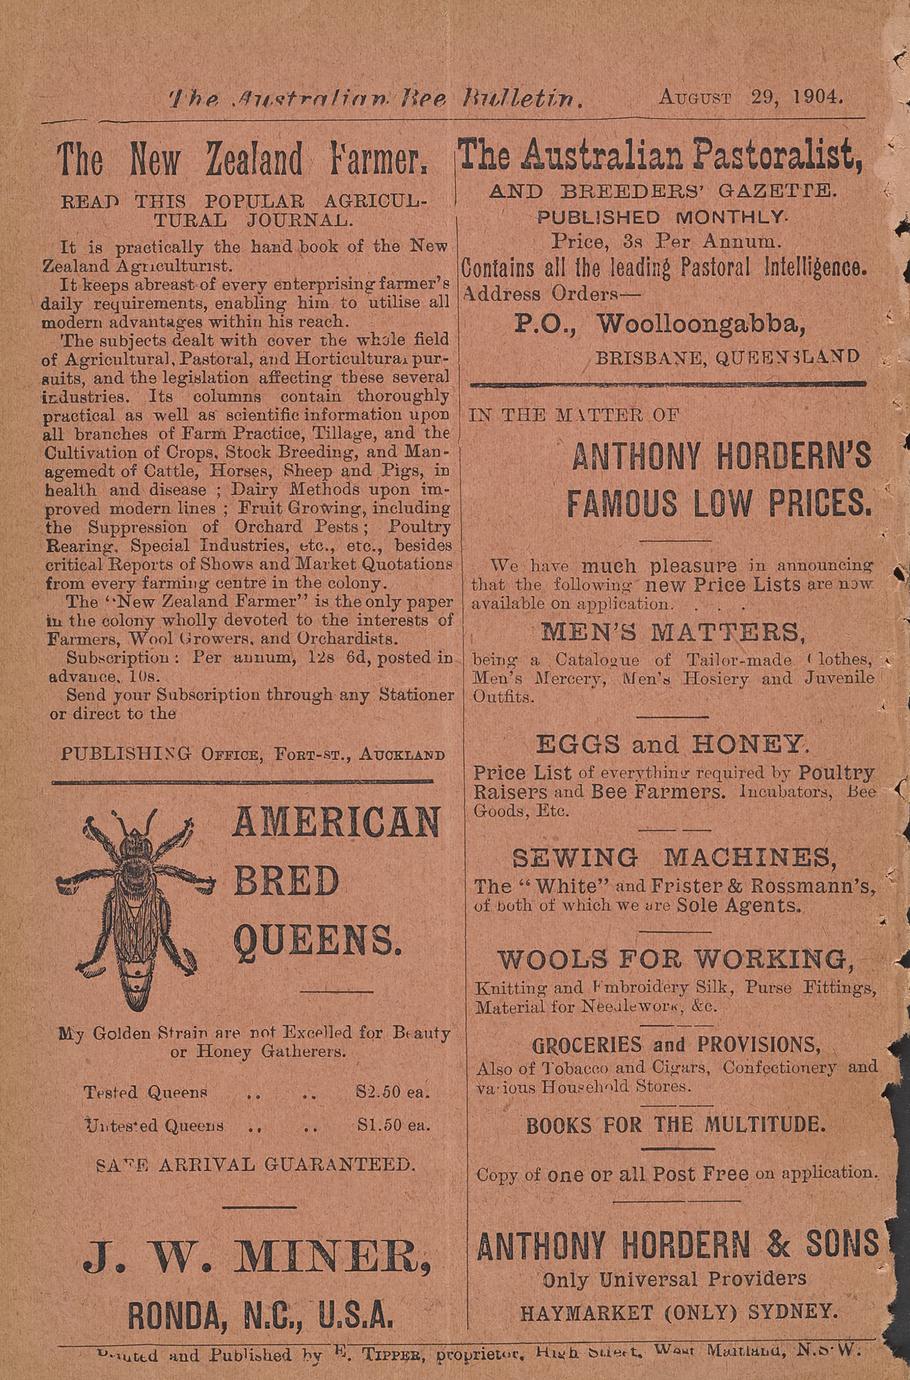 The Australian Bee Bulletin. AUGUST 29, 1904.
The New Zealand Farmer.
READ THIS POPULAR AGRICUL-
TURAL JOURNAL.
It is practically the hand book of the New
Zealand Agriculturist.
It keeps abreast of every enterprising farmer's
daily requirements, enabling him to utilise all
modern advantages within his reach.
The subjects dealt with cover the whole field
of Agricultural, Pastoral, and Horticultural pur-
suits, and the legislation affecting these several
industries. Its columns contain thoroughly
practical as well as scientific information upon
all branches of Farm Practice, Tillage, and the
Cultivation of Crops, Stock Breeding, and Man-
agemedt of Cattle, Horses, Sheep and Pigs, in
health and disease ; Dairy Methods upon im-
proved modern lines ; Fruit Growing, including
the Suppression of Orchard Pests ; Poultry
Rearing, Special Industries, etc., etc., besides
critical Reports of Shows and Market Quotations
from every farming centre in the colony.
The "New Zealand Farmer" is the only paper
in the colony wholly devoted to the interests of
Farmers, Wool Growers, and Orchardists.
Subscription : Per annum, 12s 6d, posted in
advance, 10s.
Send your Subscription through any Stationer
or direct to the
PUBLISHING OFFICE, FORT-ST., AUCKLAND
AMERICAN
BRED
QUEENS.
My Golden Strain are not Excelled for Beauty
or Honey Gatherers.
Tested Queens .. .. $2.50 ea.
Untested Queens .. .. $1.50 ea.
SAFE ARRIVAL GUARANTEED.
J. W. MINER,
RONDA, N.C., U.S.A.
The Australian Pastoralist,
AND BREEDERS' GAZETTE.
PUBLISHED MONTHLY.
Price, 3s Per Annum.
Contains all the leading Pastoral Intelligence.
Address Orders—
P.O., Woolloongabba,
BRISBANE, QUEENSLAND
IN THE MATTER OF
ANTHONY HORDERN'S
FAMOUS LOW PRICES.
We have much pleasure in announcing
that the following new Price Lists are now
available on application. . . .
MEN'S MATTERS,
being a Catalogue of Tailor-made Clothes,
Men's Mercery, Men's Hosiery and Juvenile
Outfits.
EGGS and HONEY.
Price List of everything required by Poultry
Raisers and Bee Farmers. Incubators, Bee
Goods, Etc.
SEWING MACHINES,
The "White" and Frister & Rossmann's,
of both of which we are Sole Agents.
WOOLS FOR WORKING,
Knitting and Embroidery Silk, Purse Fittings,
Material for Needlework, &c.
GROCERIES and PROVISIONS,
Also of Tobacco and Cigars, Confectionery and
various Household Stores.
BOOKS FOR THE MULTITUDE.
Copy of one or all Post Free on application.
ANTHONY HORDERN & SONS
Only Universal Providers
HAYMARKET (ONLY) SYDNEY.
Printed and Published by E. TIPPER, proprietor, High Street, West Maitland, N.S.W.